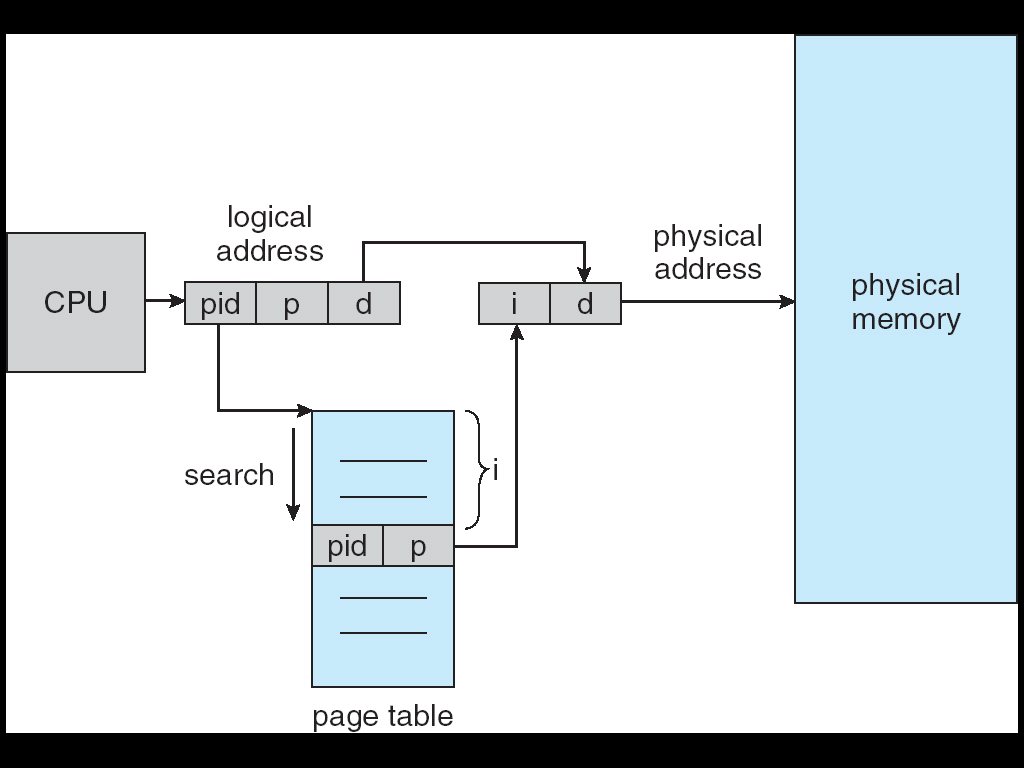 logical
address
physical
address
CPU
pid p d
i d
physical
memory
search
i
pid p
page table